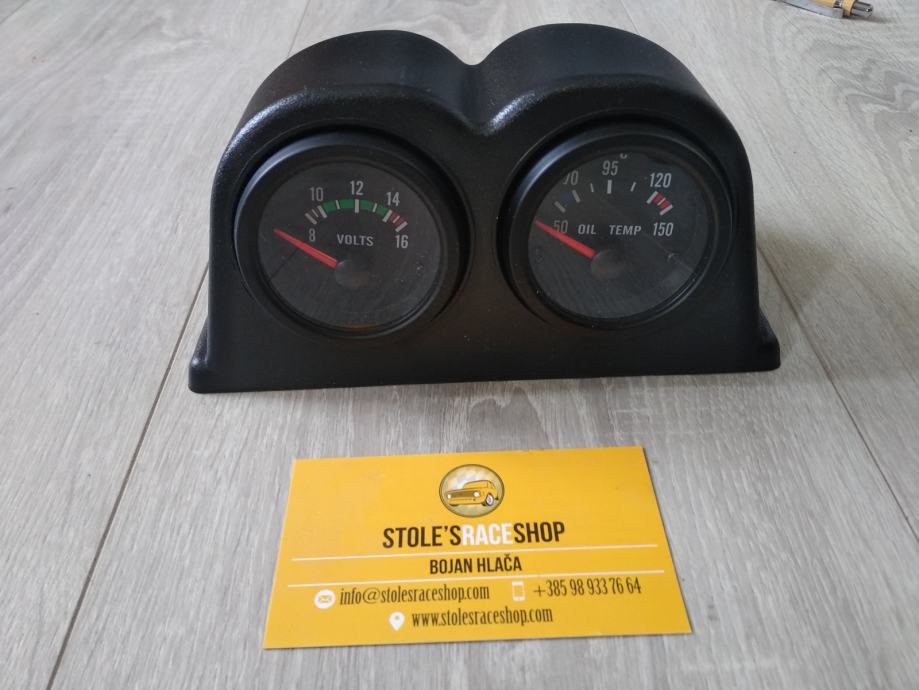 10 12 14
8 VOLTS 16
70 95 120
50 OIL TEMP 150
STOLE'SRACESHOP
BOJAN HLAČA
info@stolesraceshop.com +385 98 933 76 64
www.stolesraceshop.com